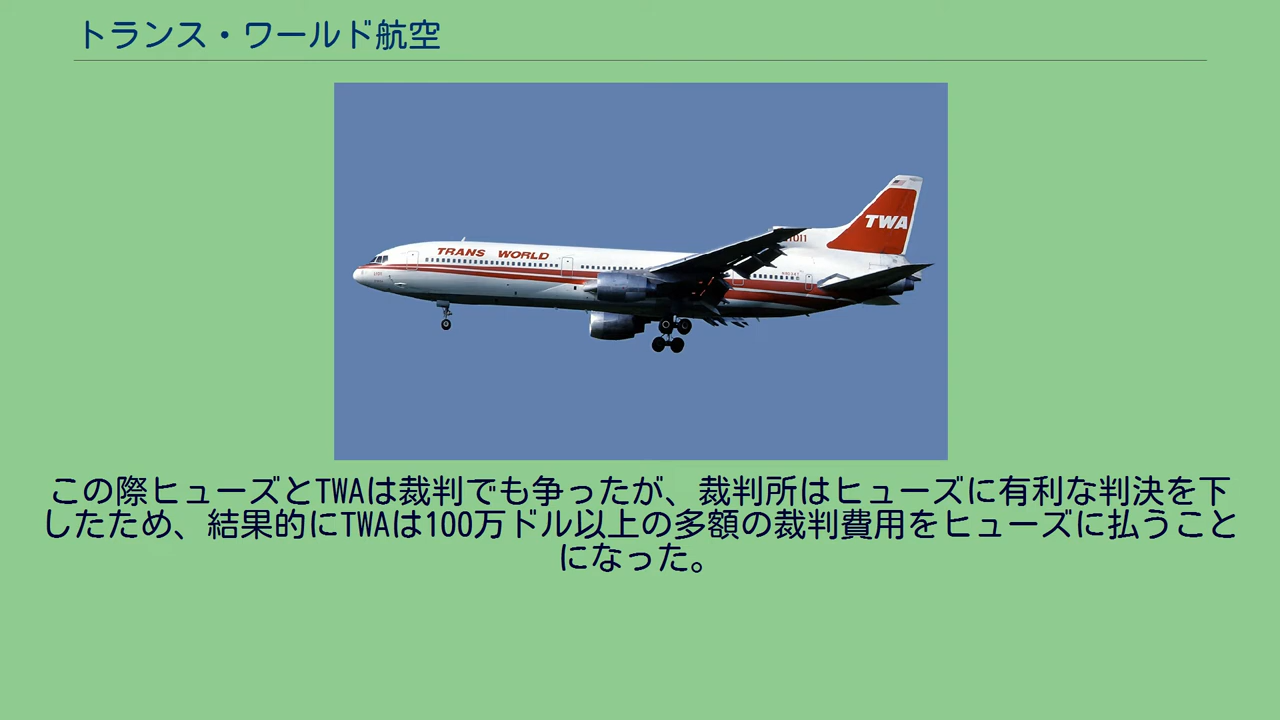 トランス・ワールド航空
TRANS WORLD
TWA
この際ヒューズとTWAは裁判でも争ったが、裁判所はヒューズに有利な判決を下
したため、結果的にTWAは100万ドル以上の多額の裁判費用をヒューズに払うこと
になった。